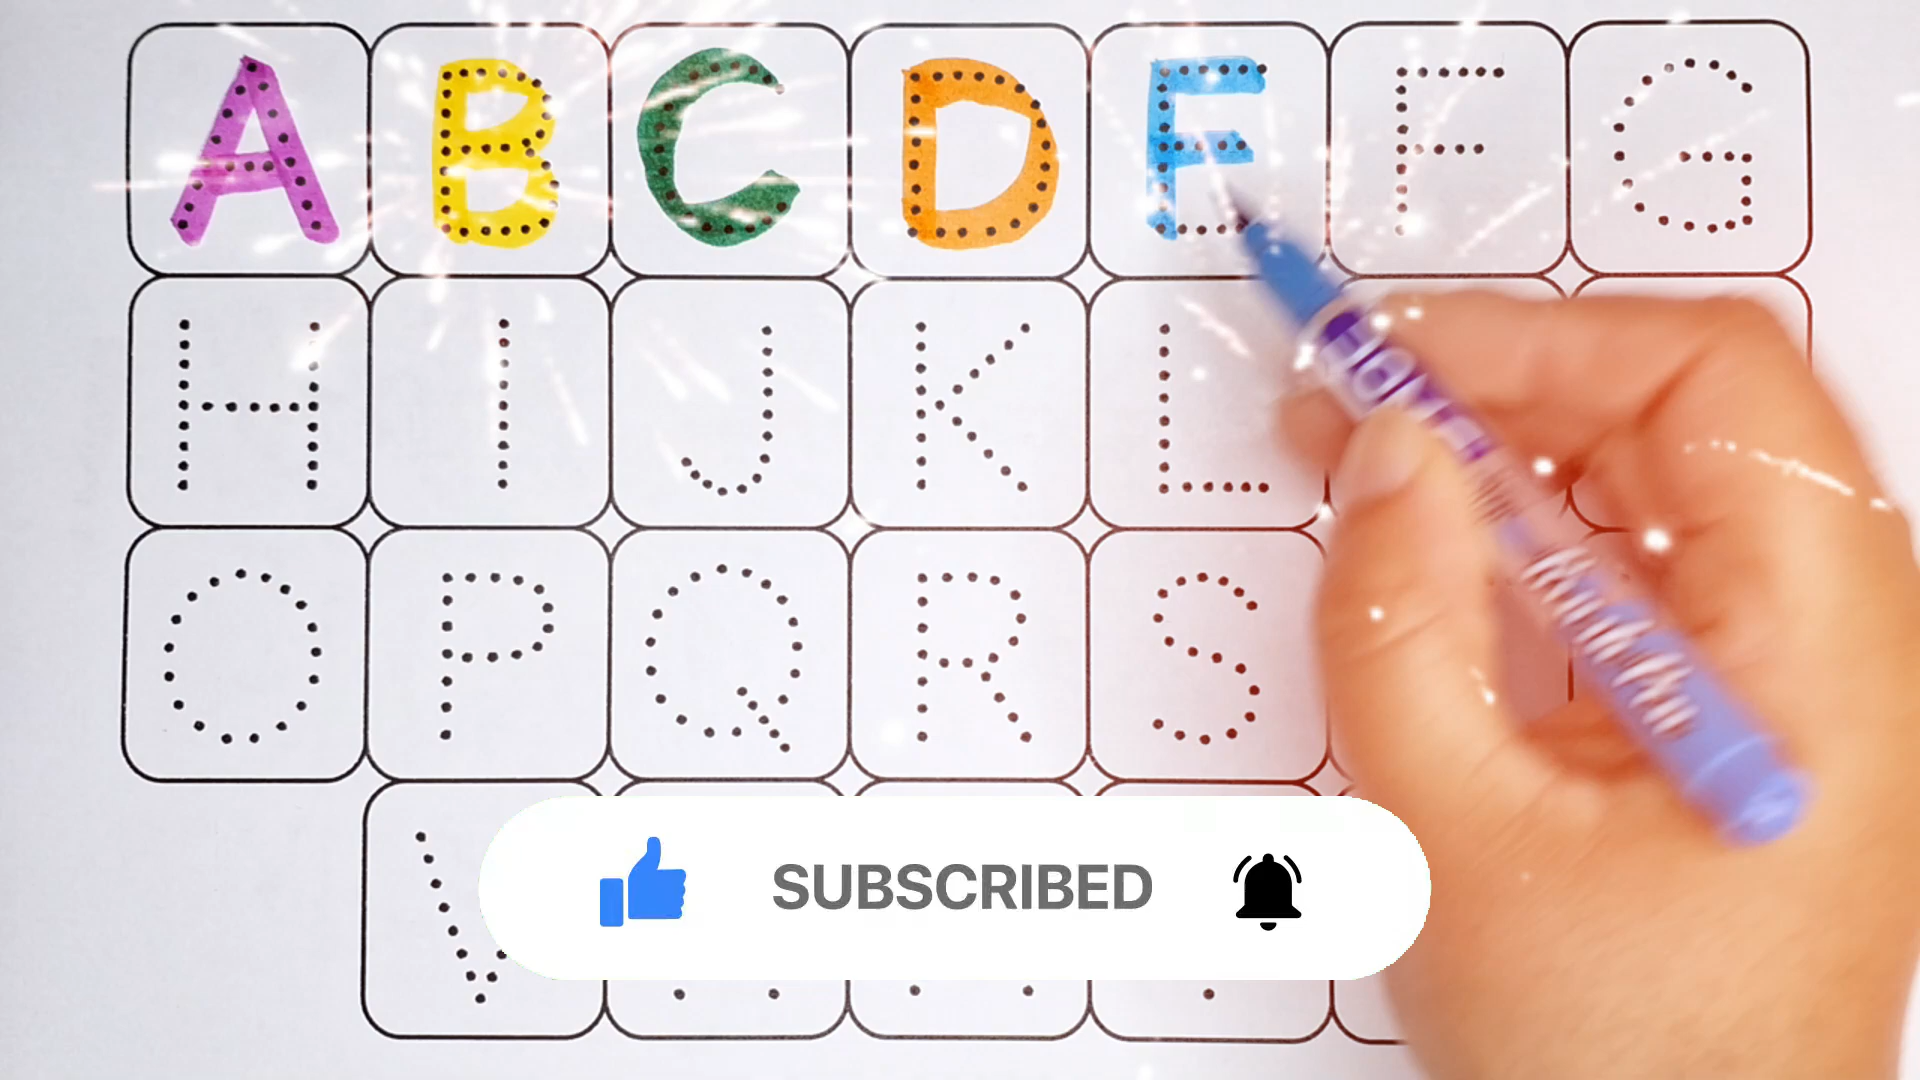 A B C D E F G
H I J K L
O P Q R S
V
SUBSCRIBED